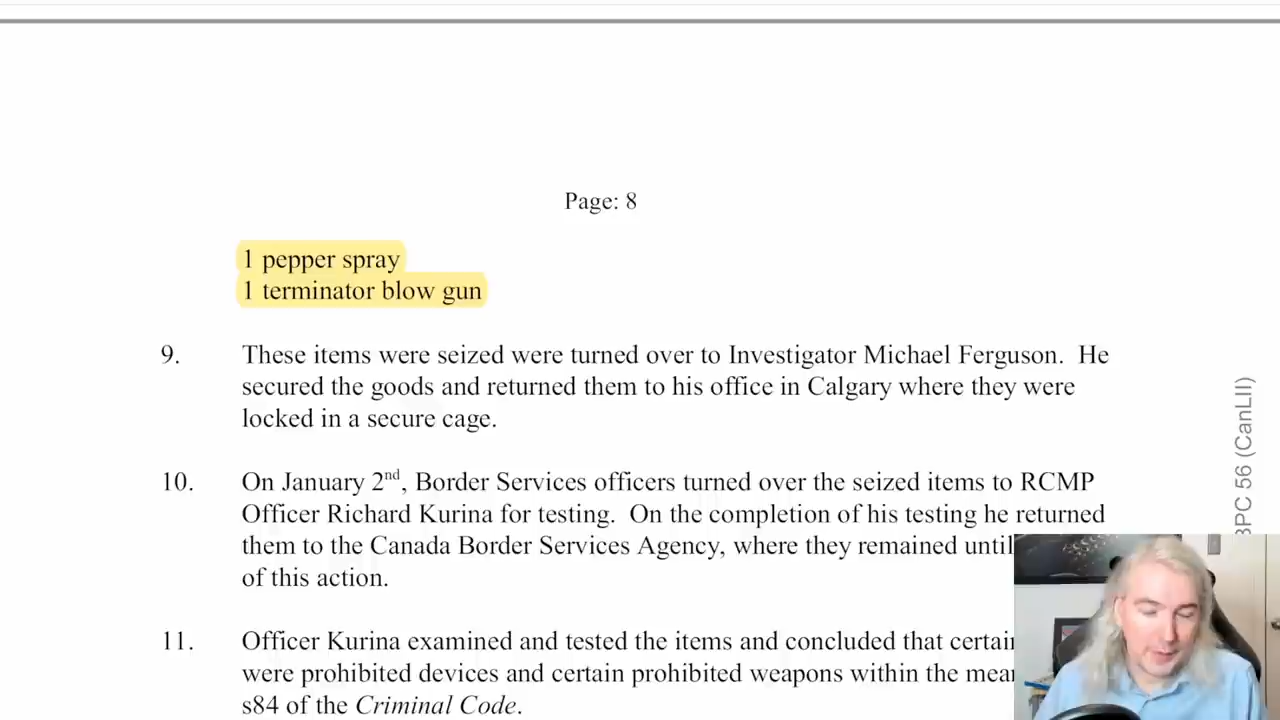 Page: 8
1 pepper spray
1 terminator blow gun
9. These items were seized were turned over to Investigator Michael Ferguson. He
secured the goods and returned them to his office in Calgary where they were
locked in a secure cage.
10. On January 2nd, Border Services officers turned over the seized items to RCMP
Officer Richard Kurina for testing. On the completion of his testing he returned
them to the Canada Border Services Agency, where they remained until
of this action.
11. Officer Kurina examined and tested the items and concluded that
were prohibited devices and certain prohibited weapons within the
s84 of the Criminal Code.
PC 56 (CanLII)